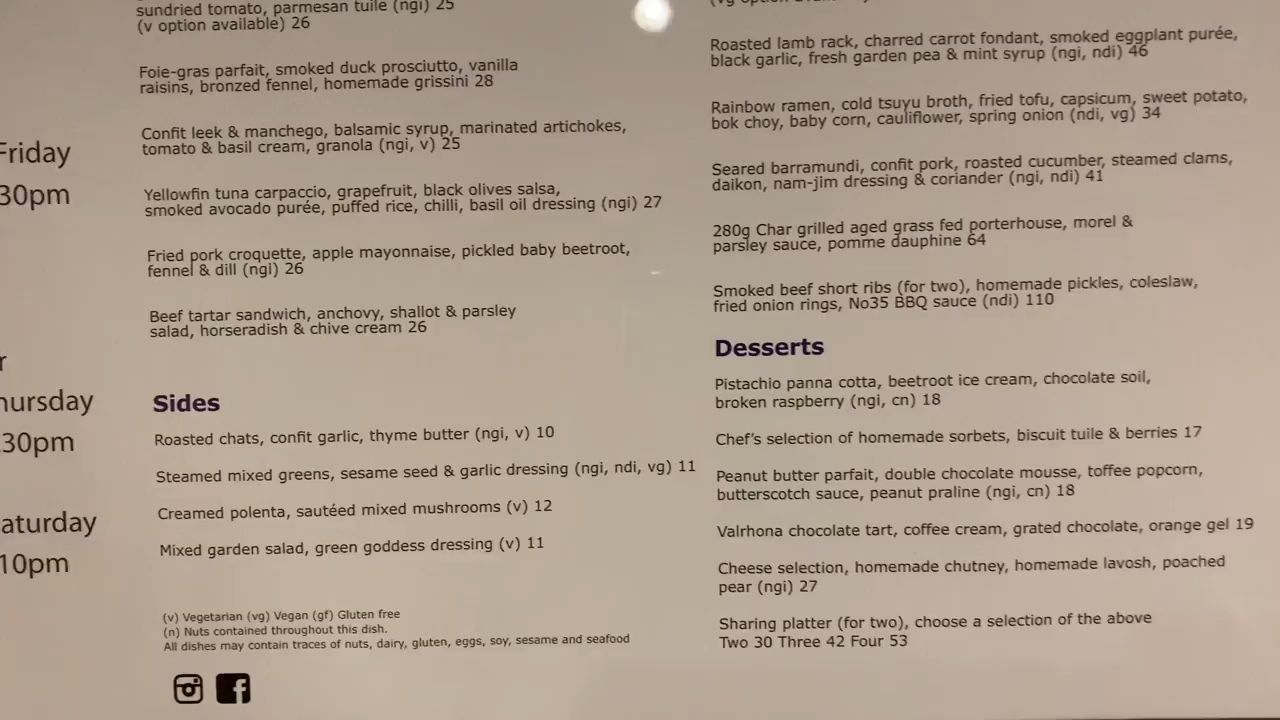 Friday
30pm
hursday
30pm
aturday
10pm
sundried tomato, parmesan tuile (ngi) 25
(v option available) 26
Foie-gras parfait, smoked duck prosciutto, vanilla
raisins, bronzed fennel, homemade grissini 28
Confit leek & manchego, balsamic syrup, marinated artichokes,
tomato & basil cream, granola (ngi, v) 25
Yellowfin tuna carpaccio, grapefruit, black olives salsa,
smoked avocado purée, puffed rice, chilli, basil oil dressing (ngi) 27
Fried pork croquette, apple mayonnaise, pickled baby beetroot,
fennel & dill (ngi) 26
Beef tartar sandwich, anchovy, shallot & parsley
salad, horseradish & chive cream 26
Sides
Roasted chats, confit garlic, thyme butter (ngi, v) 10
Steamed mixed greens, sesame seed & garlic dressing (ngi, ndi, vg) 11
Creamed polenta, sautéed mixed mushrooms (v) 12
Mixed garden salad, green goddess dressing (v) 11
(v) Vegetarian (vg) Vegan (gf) Gluten free
(n) Nuts contained throughout this dish.
All dishes may contain traces of nuts, dairy, gluten, eggs, soy, sesame and seafood
Roasted lamb rack, charred carrot fondant, smoked eggplant purée,
black garlic, fresh garden pea & mint syrup (ngi, ndi) 46
Rainbow ramen, cold tsuyu broth, fried tofu, capsicum, sweet potato,
bok choy, baby corn, cauliflower, spring onion (ndi, vg) 34
Seared barramundi, confit pork, roasted cucumber, steamed clams,
daikon, nam-jim dressing & coriander (ngi, ndi) 41
280g Char grilled aged grass fed porterhouse, morel &
parsley sauce, pomme dauphine 64
Smoked beef short ribs (for two), homemade pickles, coleslaw,
fried onion rings, No35 BBQ sauce (ndi) 110
Desserts
Pistachio panna cotta, beetroot ice cream, chocolate soil,
broken raspberry (ngi, cn) 18
Chef's selection of homemade sorbets, biscuit tuile & berries 17
Peanut butter parfait, double chocolate mousse, toffee popcorn,
butterscotch sauce, peanut praline (ngi, cn) 18
Valrhona chocolate tart, coffee cream, grated chocolate, orange gel 19
Cheese selection, homemade chutney, homemade lavosh, poached
pear (ngi) 27
Sharing platter (for two), choose a selection of the above
Two 30 Three 42 Four 53